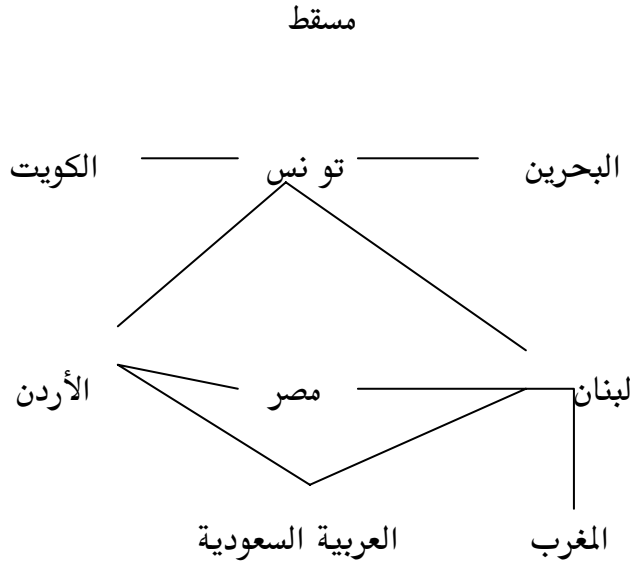 مسقط
البحرين تو نس الكويت
لبنان مصر الأردن
المغرب العربية السعودية